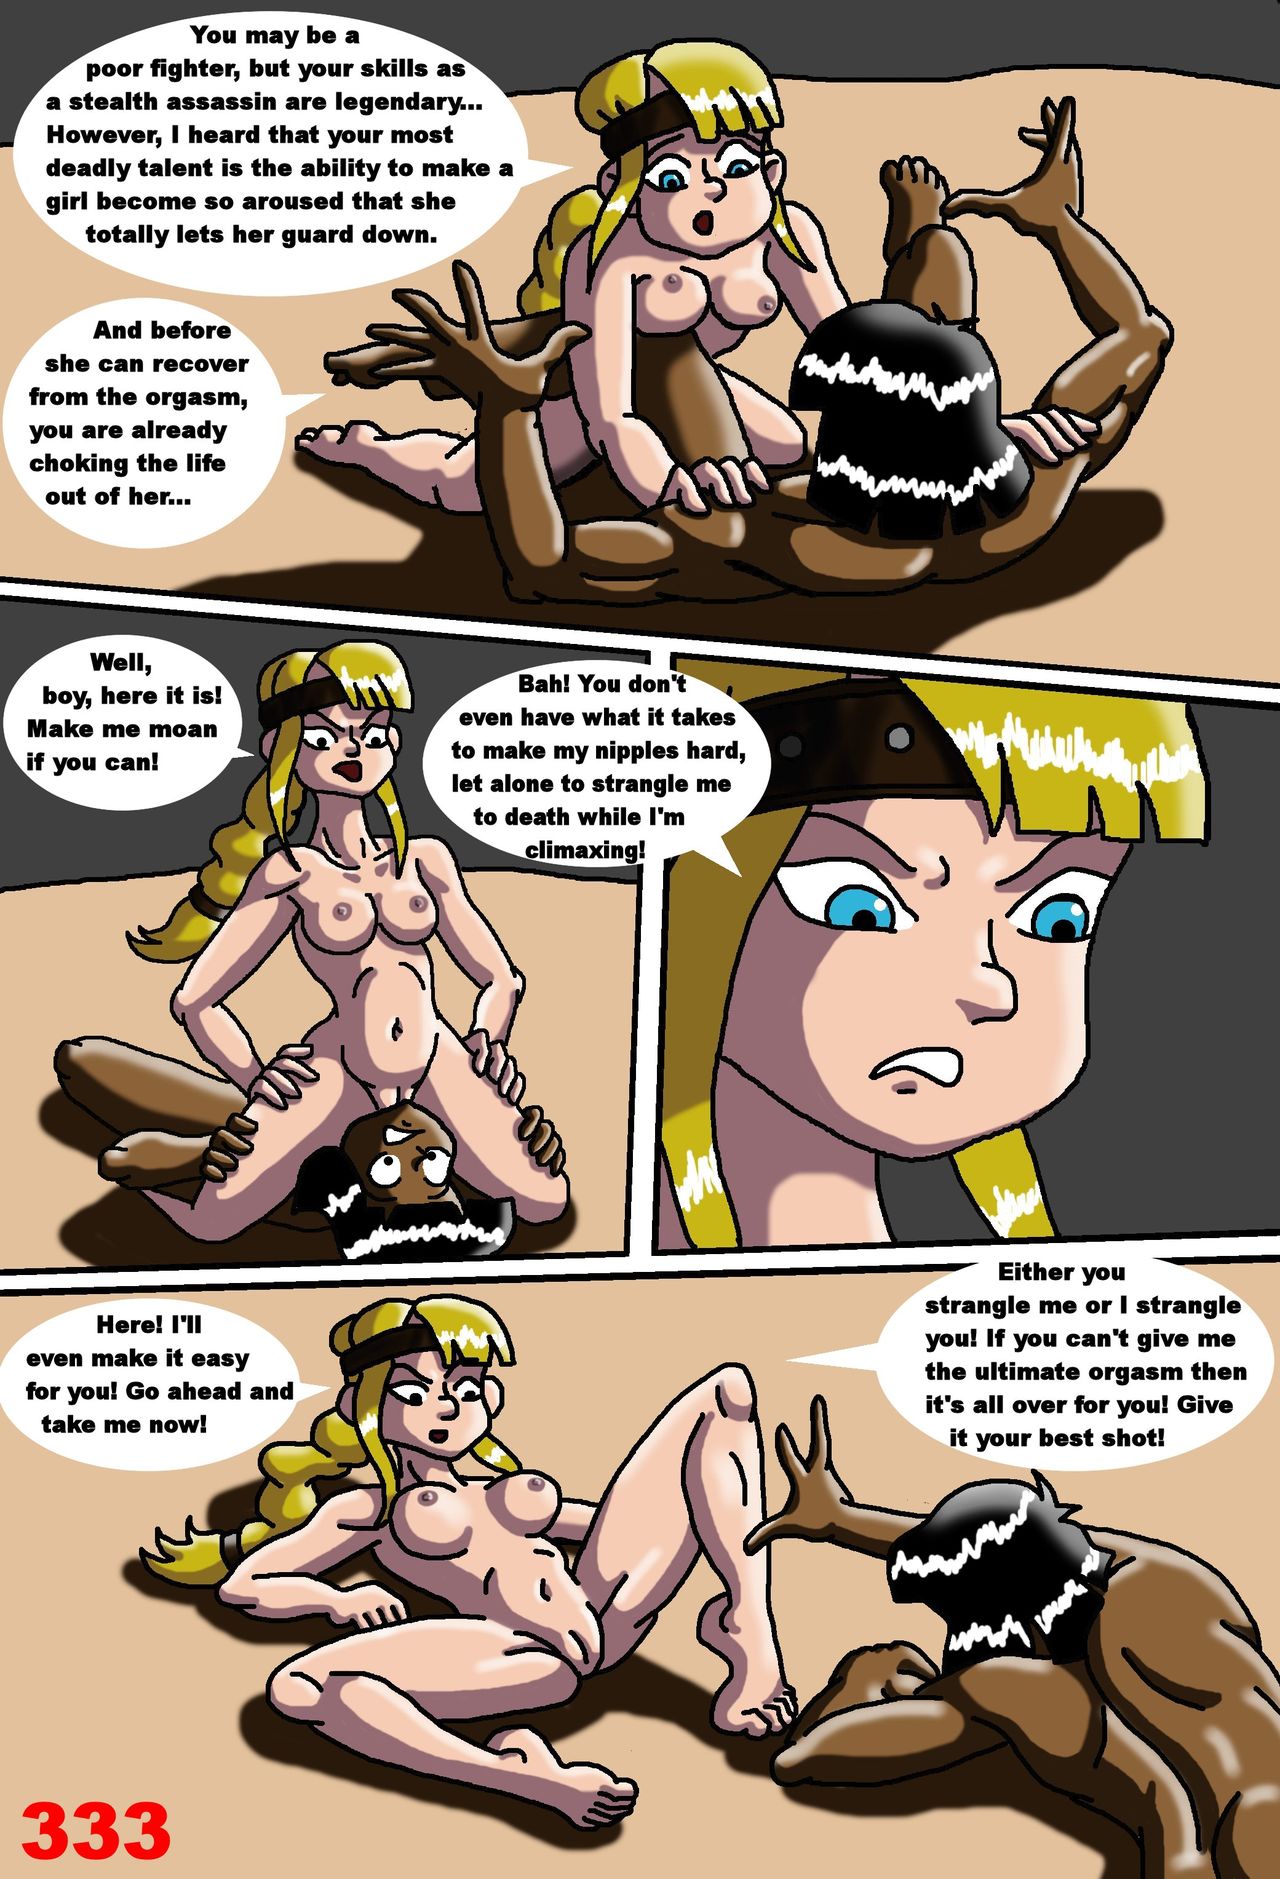 You may be a
poor fighter, but your skills as
a stealth assassin are legendary...
However, I heard that your most
deadly talent is the ability to make a
girl become so aroused that she
totally lets her guard down.
And before
she can recover
from the orgasm,
you are already
choking the life
out of her...
Well,
boy, here it is!
Make me moan
if you can!
Bah! You don't
even have what it takes
to make my nipples hard,
let alone to strangle me
to death while I'm
climaxing!
Here! I'll
even make it easy
for you! Go ahead and
take me now!
Either you
strangle me or I strangle
you! If you can't give me
the ultimate orgasm then
it's all over for you! Give
it your best shot!
333